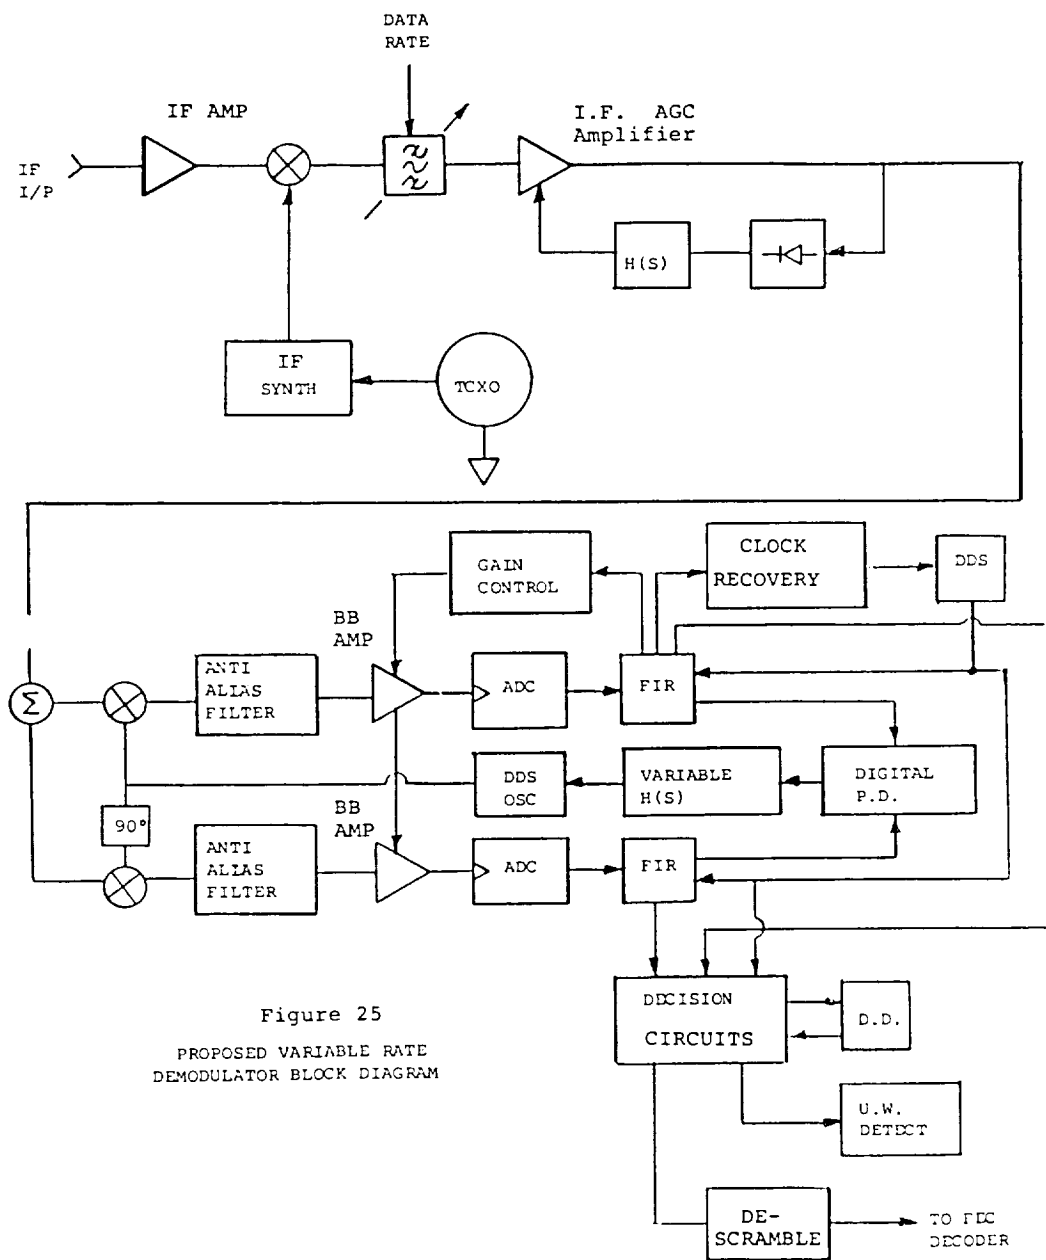 DATA
RATE
IF AMP
I.F. AGC
Amplifier
IF
I/P
H(S)
IF
SYNTH
TCXO
GAIN
CONTROL
CLOCK
RECOVERY
DDS
BB
AMP
Σ
ANTI
ALIAS
FILTER
ADC
FIR
DDS
OSC
VARIABLE
H(S)
DIGITAL
P.D.
90°
BB
AMP
ANTI
ALIAS
FILTER
ADC
FIR
DECISION
CIRCUITS
D.D.
Figure 25
PROPOSED VARIABLE RATE
DEMODULATOR BLOCK DIAGRAM
U.W.
DETECT
DE-
SCRAMBLE
TO FEC
DECODER